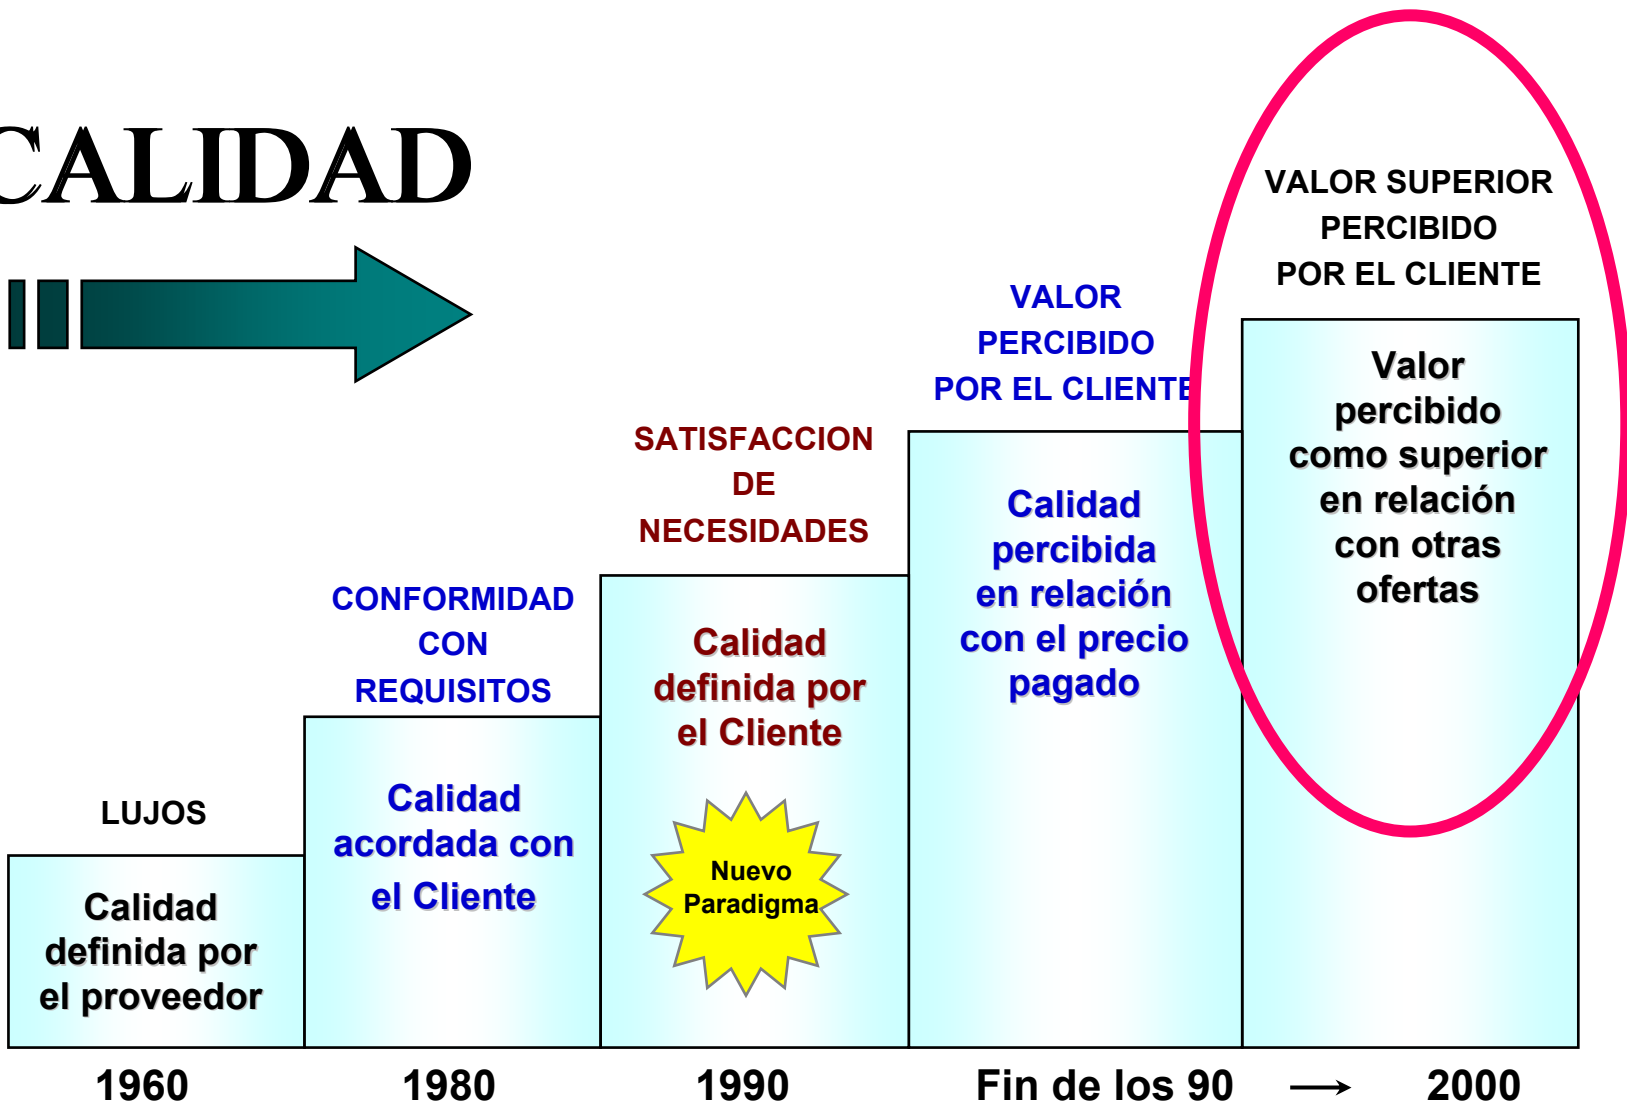 CALIDAD
LUJOS
Calidad
definida por
el proveedor
1960
CONFORMIDAD
CON
REQUISITOS
Calidad
acordada con
el Cliente
1980
SATISFACCION
DE
NECESIDADES
Calidad
definida por
el Cliente
Nuevo
Paradigma
1990
VALOR
PERCIBIDO
POR EL CLIENTE
Calidad
percibida
en relación
con el precio
pagado
Fin de los 90
VALOR SUPERIOR
PERCIBIDO
POR EL CLIENTE
Valor
percibido
como superior
en relación
con otras
ofertas
2000